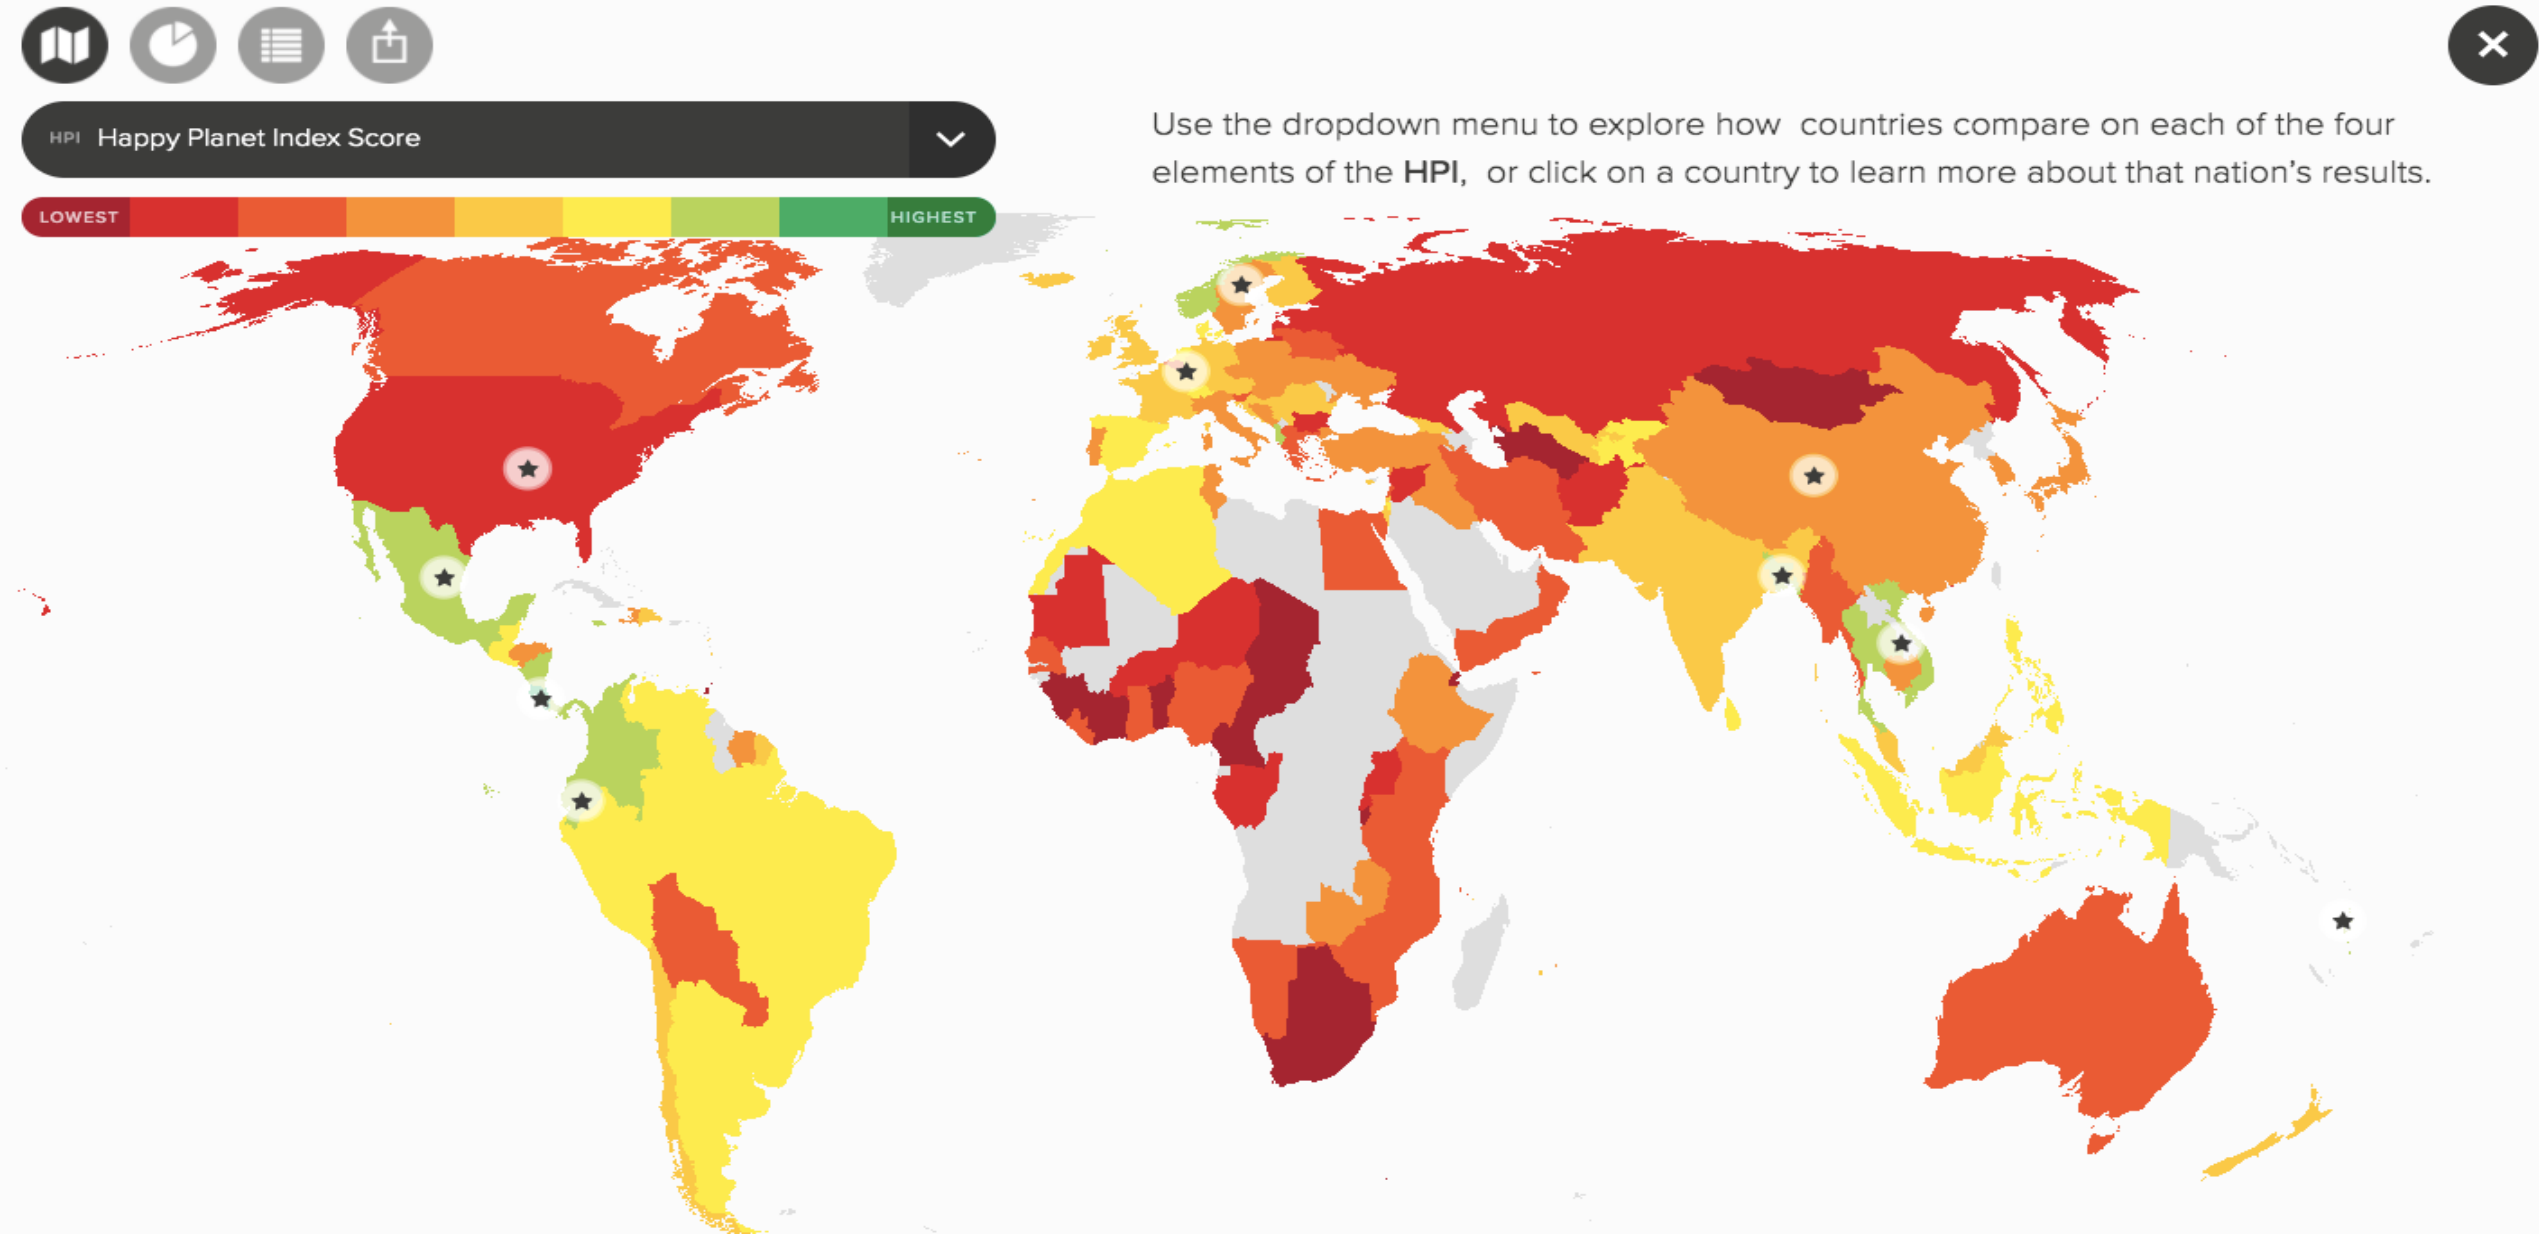 HPI Happy Planet Index Score
Use the dropdown menu to explore how countries compare on each of the four
elements of the HPI, or click on a country to learn more about that nation's results.
LOWEST HIGHEST